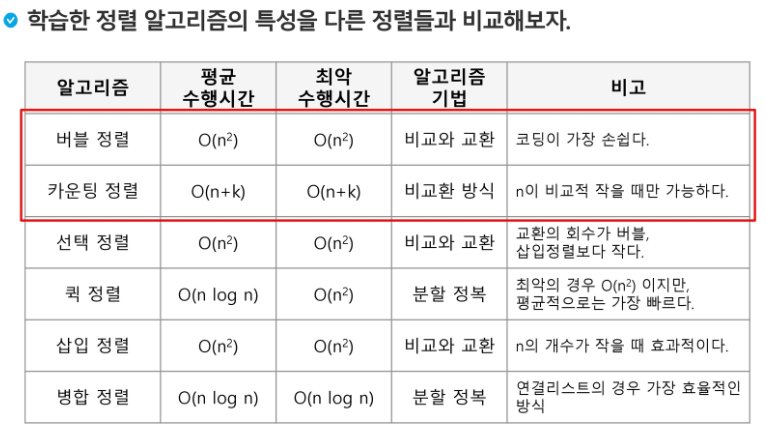 학습한 정렬 알고리즘의 특성을 다른 정렬들과 비교해보자.
알고리즘 평균 수행시간 최악 수행시간 알고리즘 기법 비고
버블 정렬 O(n²) O(n²) 비교와 교환 코딩이 가장 손쉽다.
카운팅 정렬 O(n+k) O(n+k) 비교환 방식 n이 비교적 작을 때만 가능하다.
선택 정렬 O(n²) O(n²) 비교와 교환 교환의 회수가 버블,
삽입정렬보다 작다.
퀵 정렬 O(n log n) O(n²) 분할 정복 최악의 경우 O(n²) 이지만,
평균적으로는 가장 빠르다.
삽입 정렬 O(n²) O(n²) 비교와 교환 n의 개수가 작을 때 효과적이다.
병합 정렬 O(n log n) O(n log n) 분할 정복 연결리스트의 경우 가장 효율적인
방식